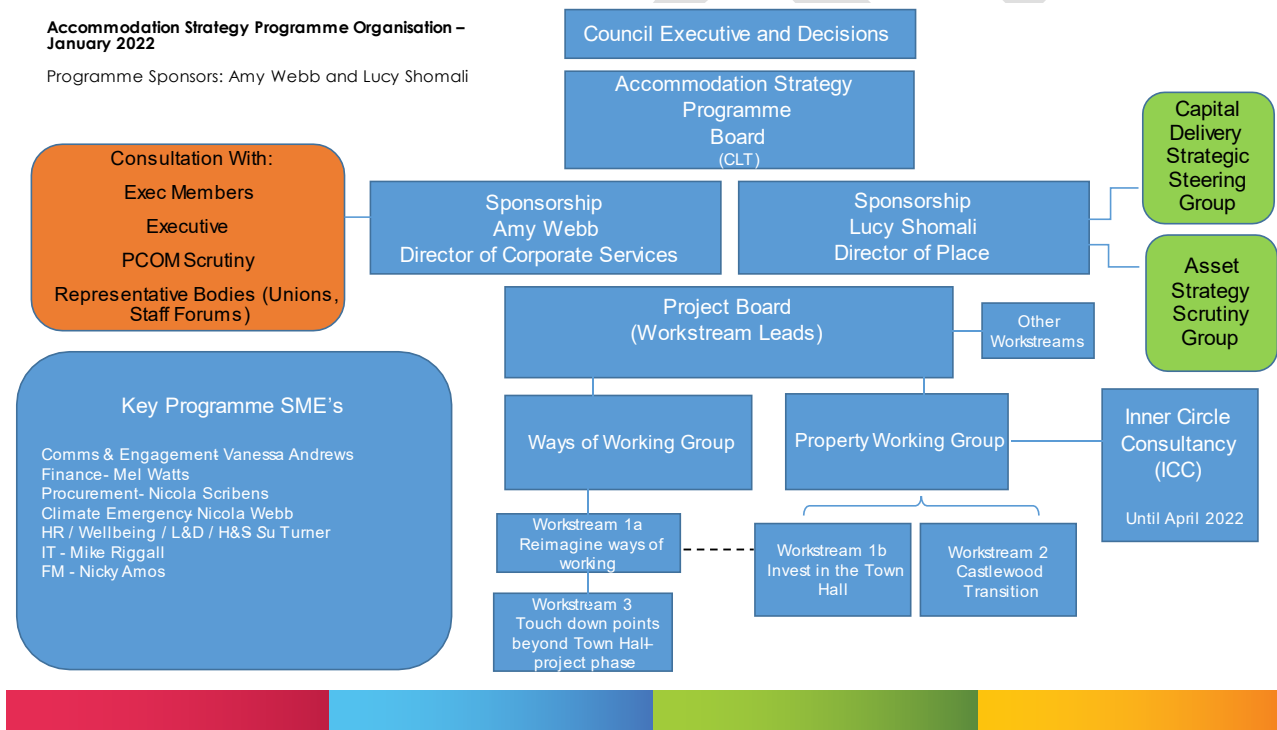 Accommodation Strategy Programme Organisation –
January 2022
Programme Sponsors: Amy Webb and Lucy Shomali
Council Executive and Decisions
Accommodation Strategy
Programme
Board
(CLT)
Capital
Delivery
Strategic
Steering
Group
Consultation With:
Exec Members
Executive
PCOM Scrutiny
Representative Bodies (Unions,
Staff Forums)
Sponsorship
Amy Webb
Director of Corporate Services
Sponsorship
Lucy Shomali
Director of Place
Asset
Strategy
Scrutiny
Group
Project Board
(Workstream Leads)
Other
Workstreams
Key Programme SME's
Comms & Engagement- Vanessa Andrews
Finance- Mel Watts
Procurement- Nicola Scribens
Climate Emergency- Nicola Webb
HR / Wellbeing / L&D / H&S- Su Turner
IT - Mike Riggall
FM - Nicky Amos
Ways of Working Group
Property Working Group
Inner Circle
Consultancy
(ICC)
Until April 2022
Workstream 1a
Reimagine ways of
working
Workstream 1b
Invest in the Town
Hall
Workstream 2
Castlewood
Transition
Workstream 3
Touch down points
beyond Town Hall–
project phase